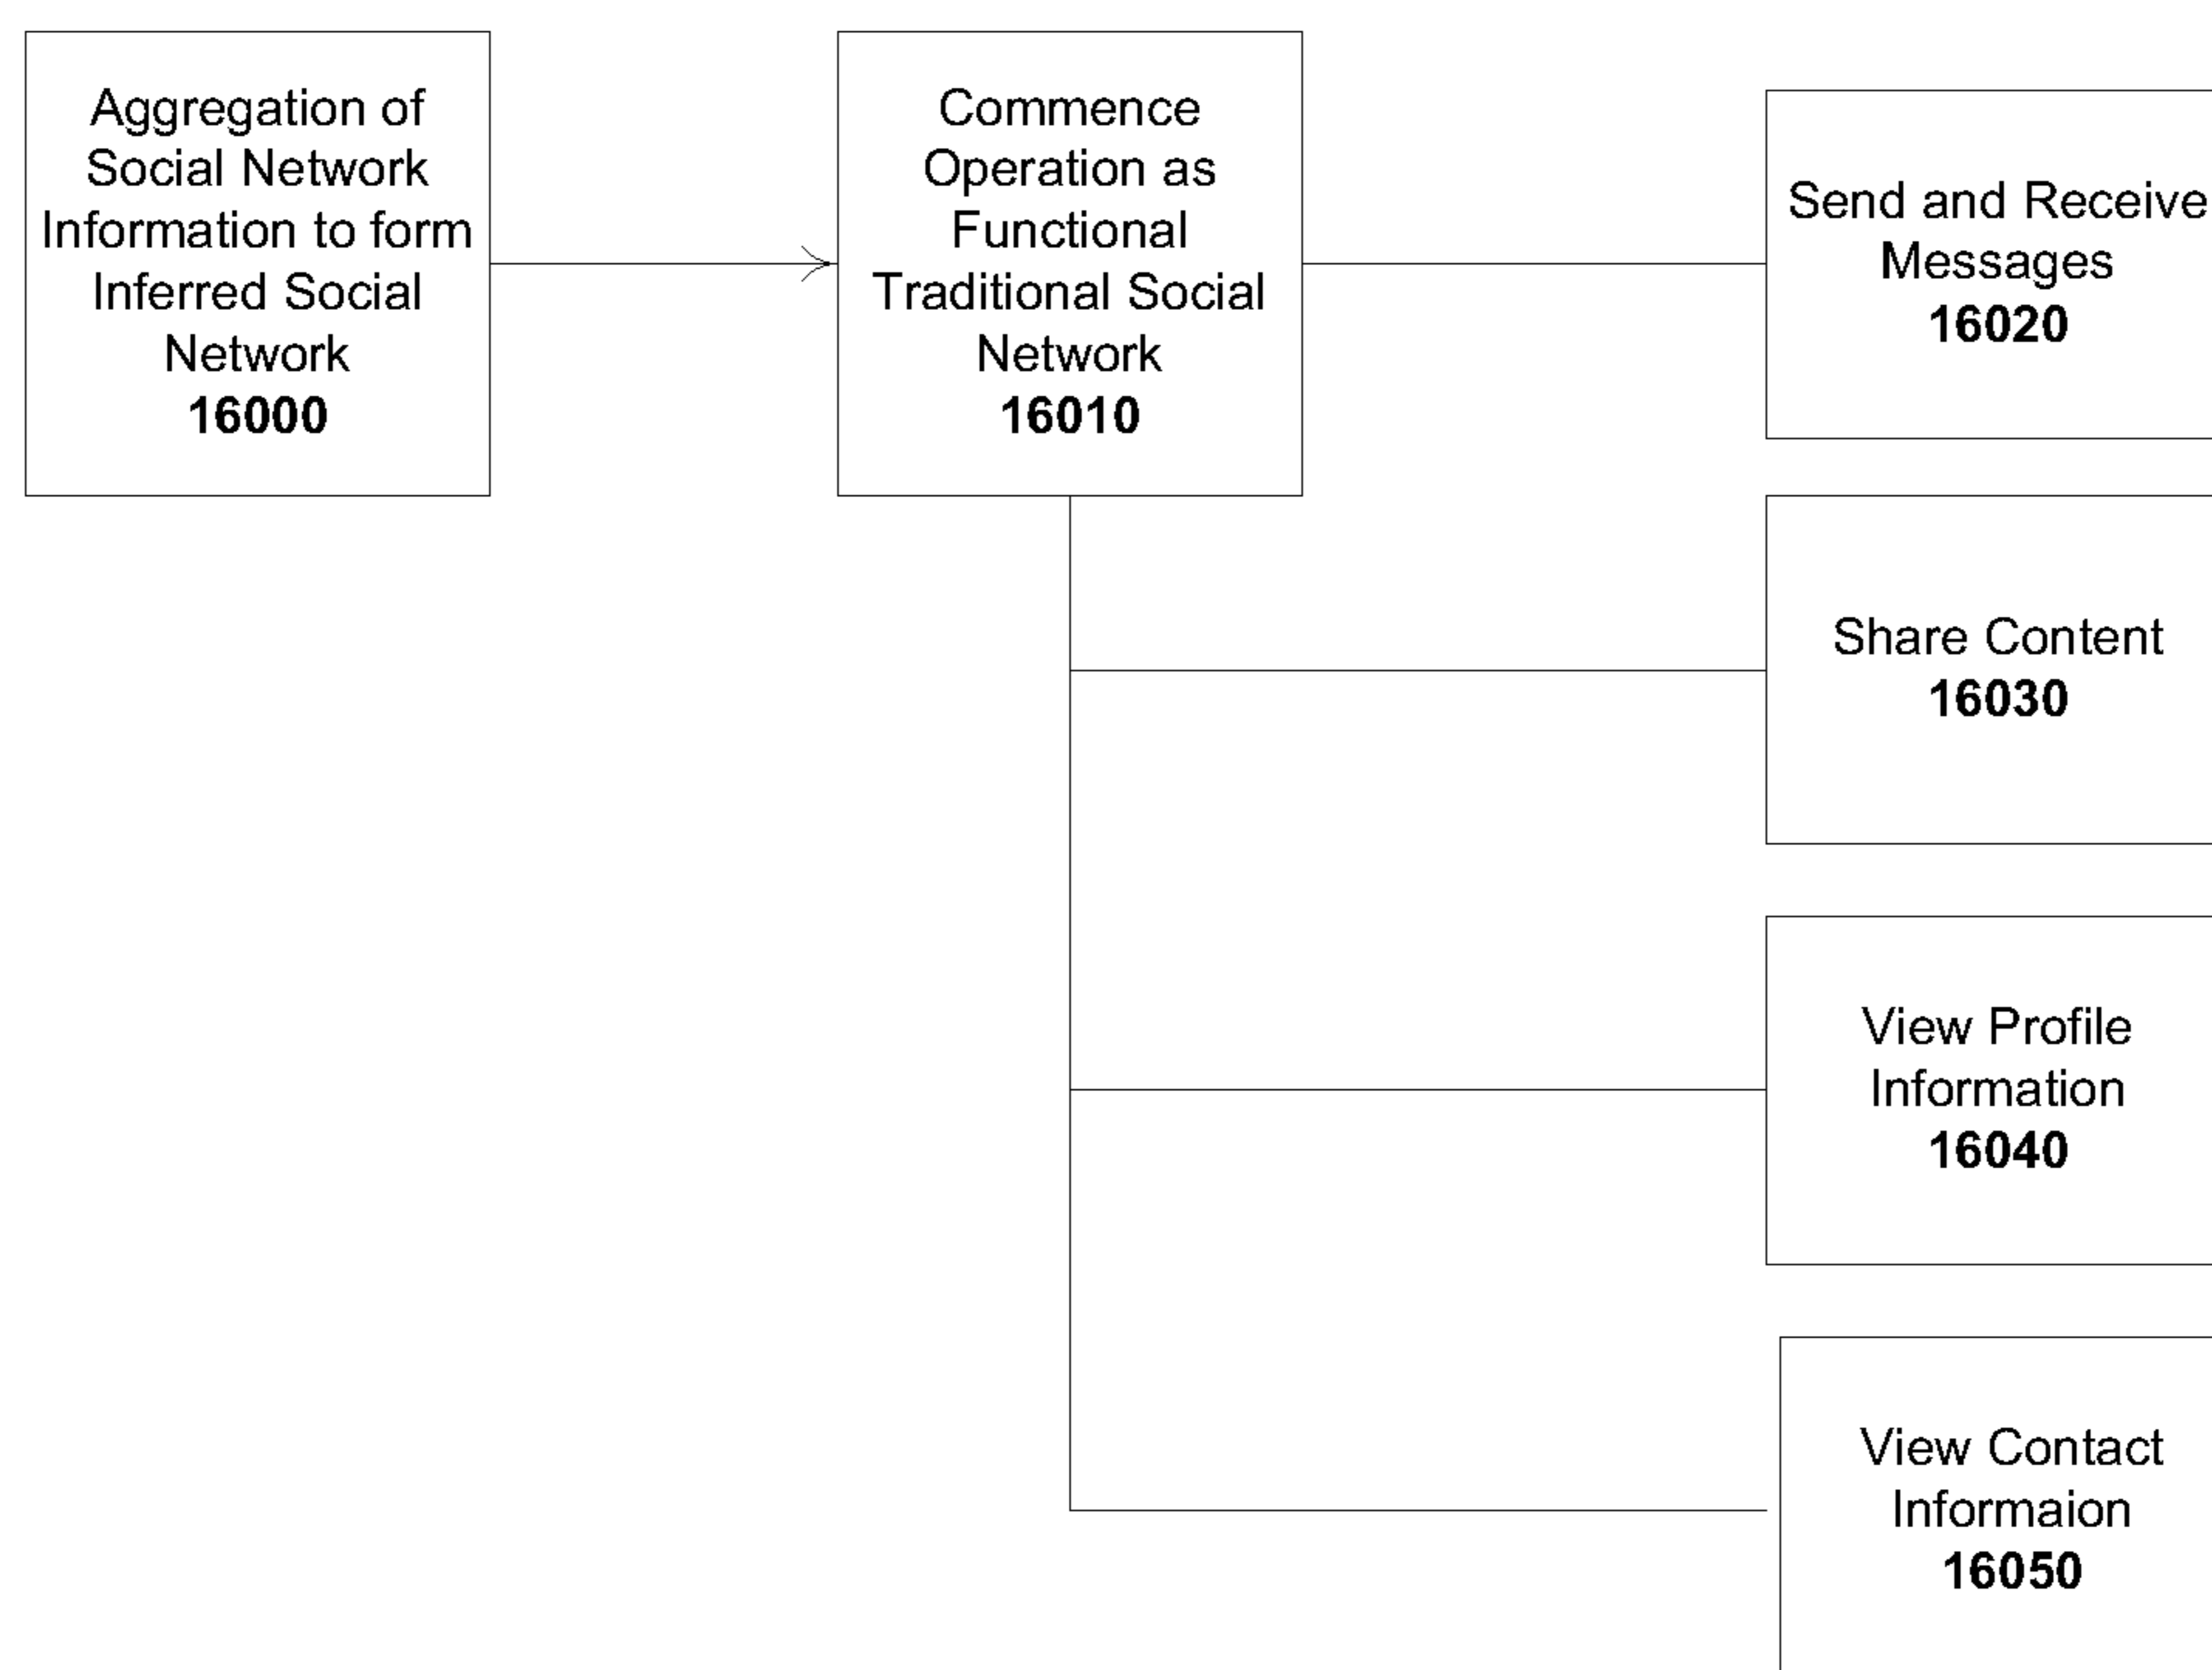 Aggregation of
Social Network
Information to form
Inferred Social
Network
16000
Commence
Operation as
Functional
Traditional Social
Network
16010
Send and Receive
Messages
16020
Share Content
16030
View Profile
Information
16040
View Contact
Informaion
16050